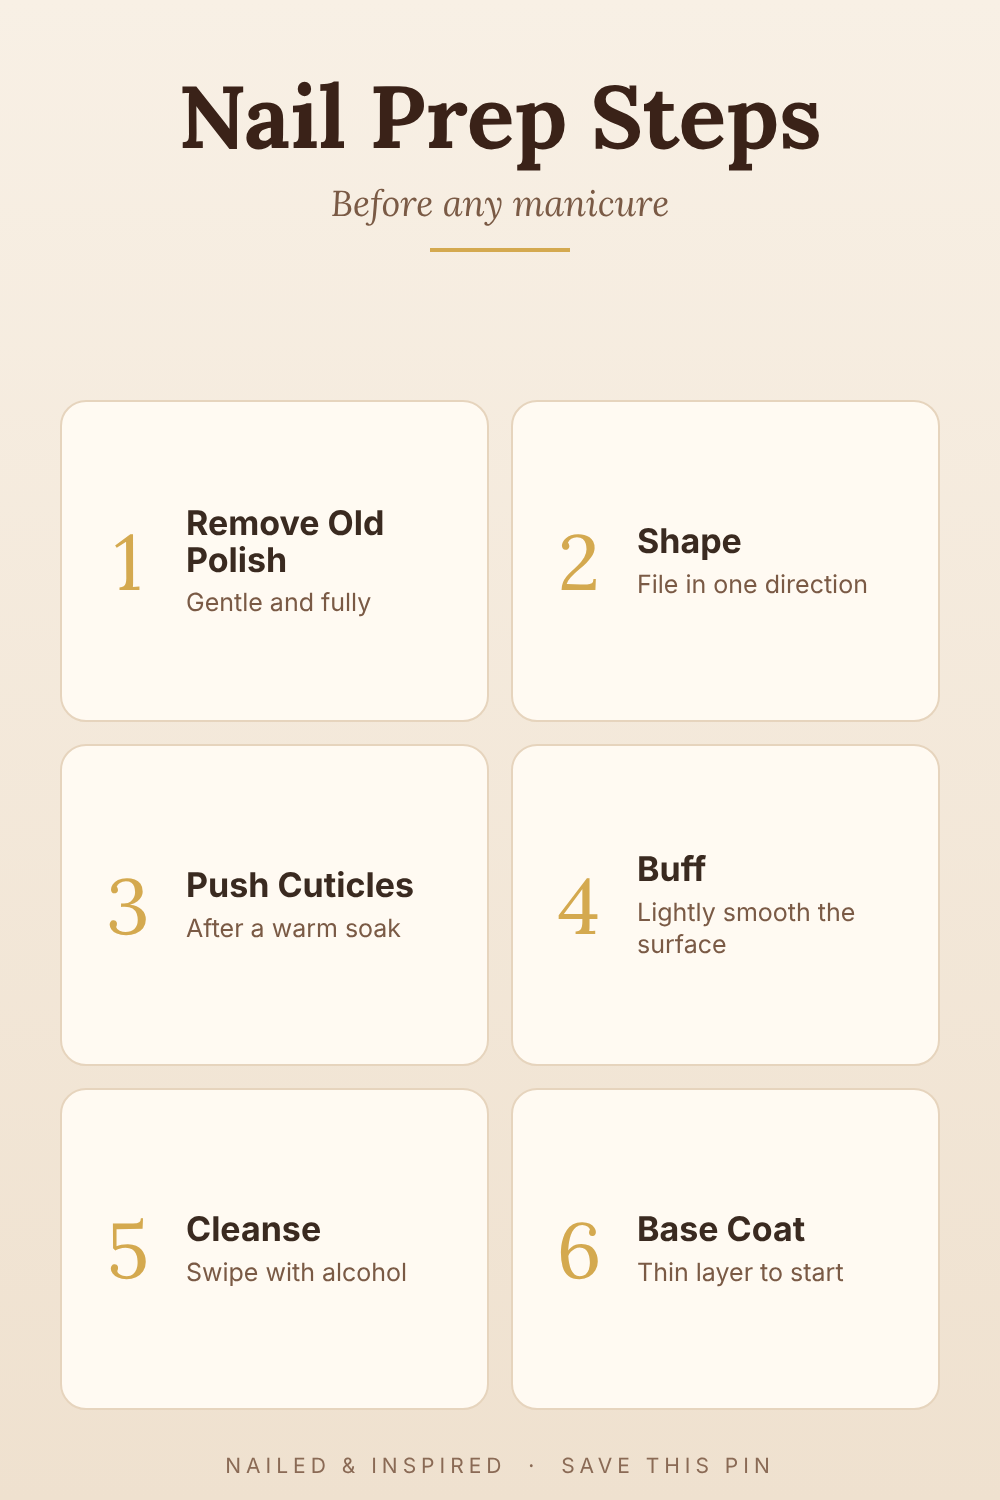 Nail Prep Steps
Before any manicure
1
Remove Old
Polish
Gentle and fully
2
Shape
File in one direction
3
Push Cuticles
After a warm soak
4
Buff
Lightly smooth the
surface
5
Cleanse
Swipe with alcohol
6
Base Coat
Thin layer to start
NAILED & INSPIRED · SAVE THIS PIN